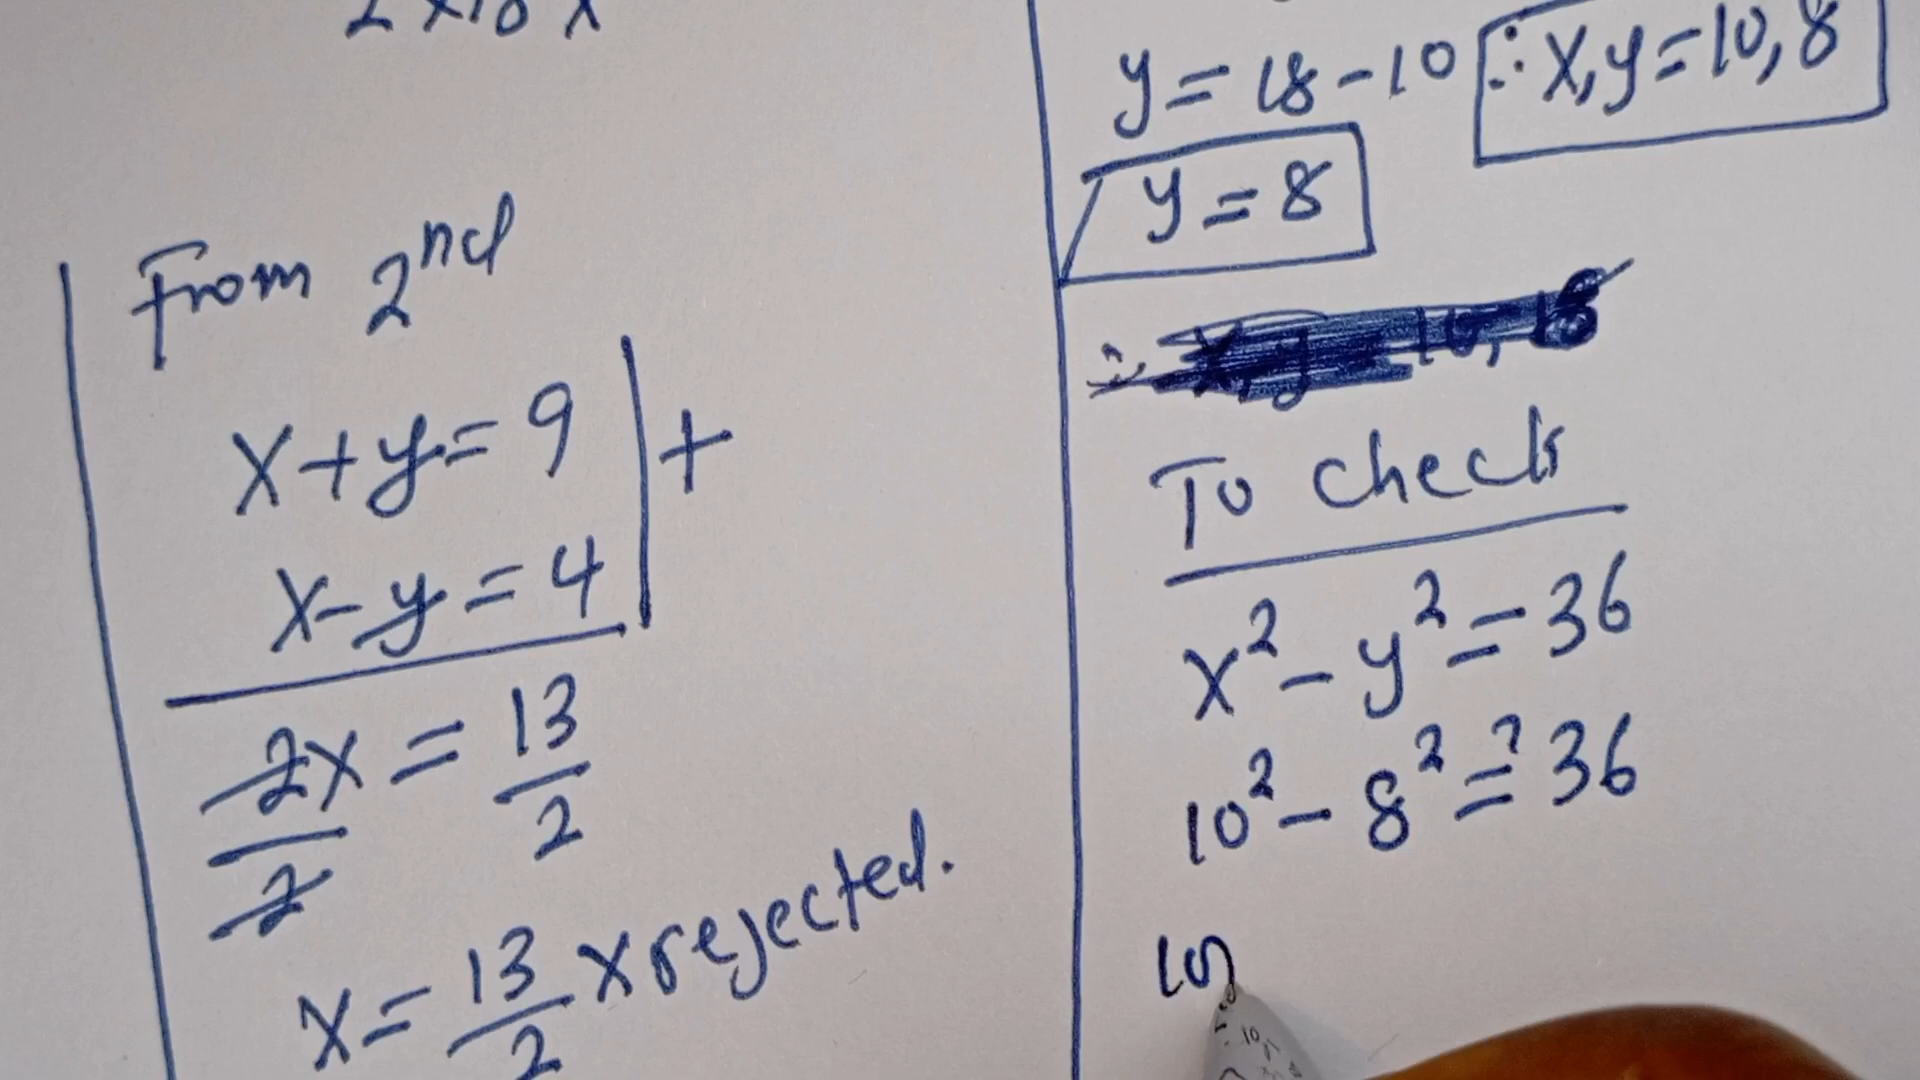 2x18x
From 2nd
x+y=9 | +
x-y=4
2x/2 = 13/2
x = 13/2 x rejected.
y = 18-10
∴ x,y = 10,8
y = 8
To check
x²-y² = 36
10²-8² =? 36
10